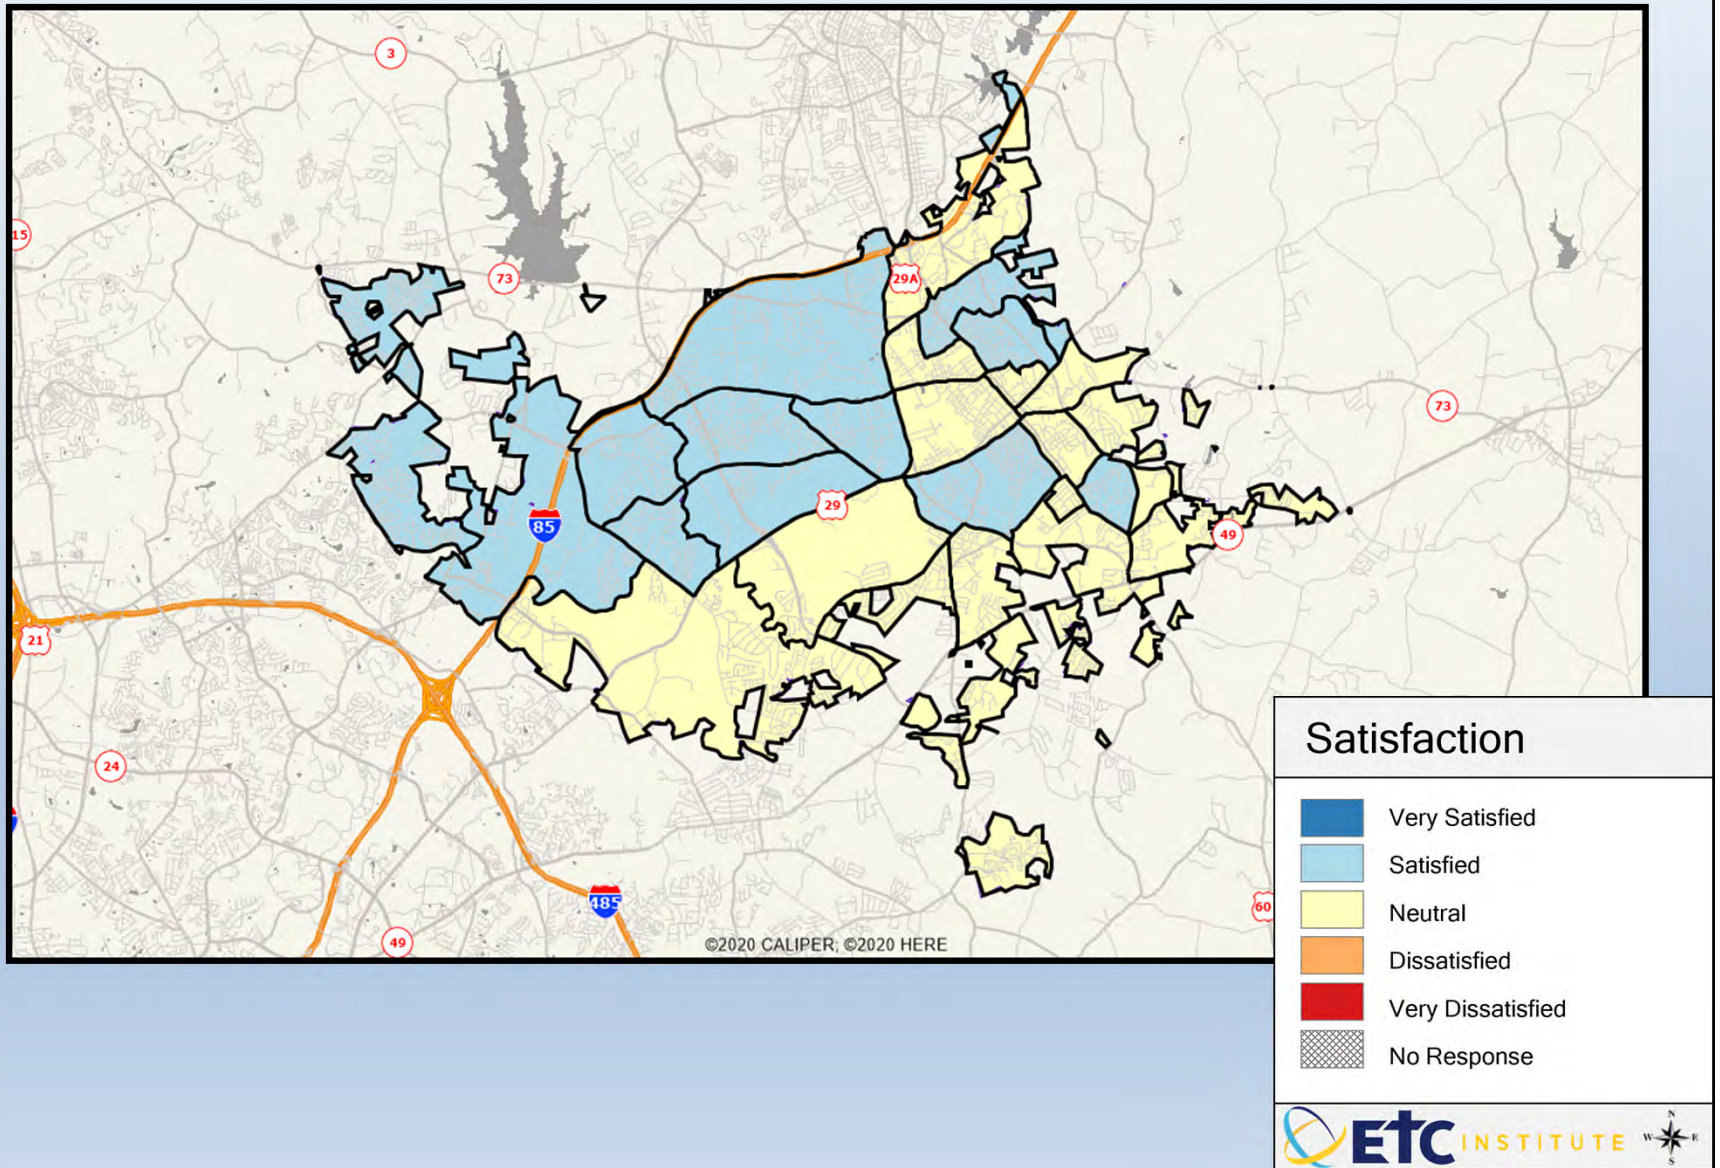 3
15
73
29A
73
29
85
49
21
24
485
49
60
©2020 CALIPER; ©2020 HERE
Satisfaction
Very Satisfied
Satisfied
Neutral
Dissatisfied
Very Dissatisfied
No Response
ETC INSTITUTE
N
W E
S